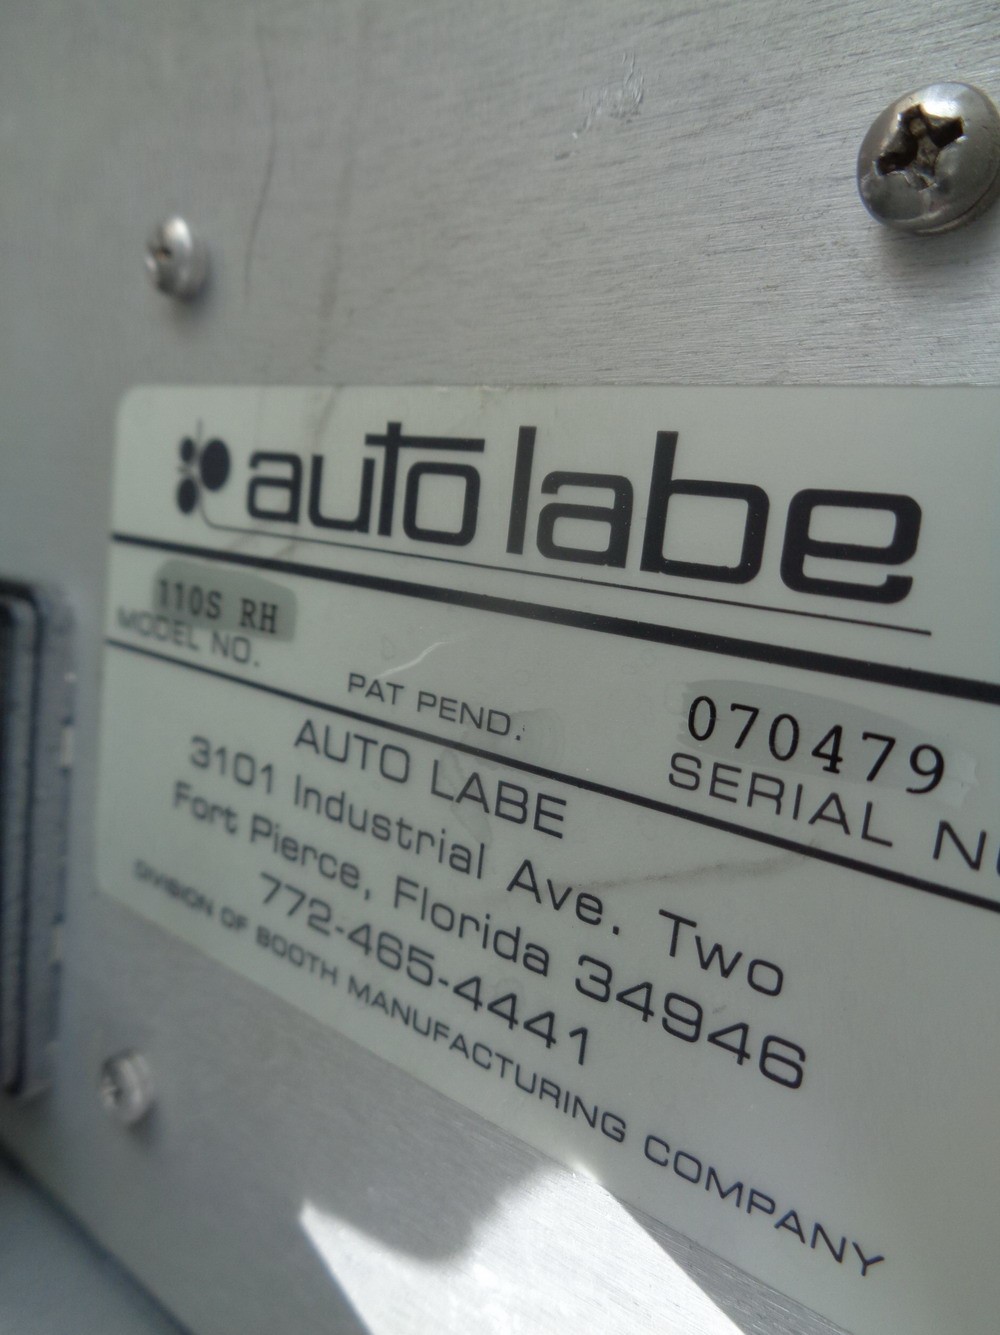 auto labe
110S RH
MODEL NO.
PAT PEND.
070479
SERIAL
AUTO LABE
3101 Industrial Ave. Two
Fort Pierce, Florida 34946
772-465-4441
DIVISION OF BOOTH MANUFACTURING COMPANY